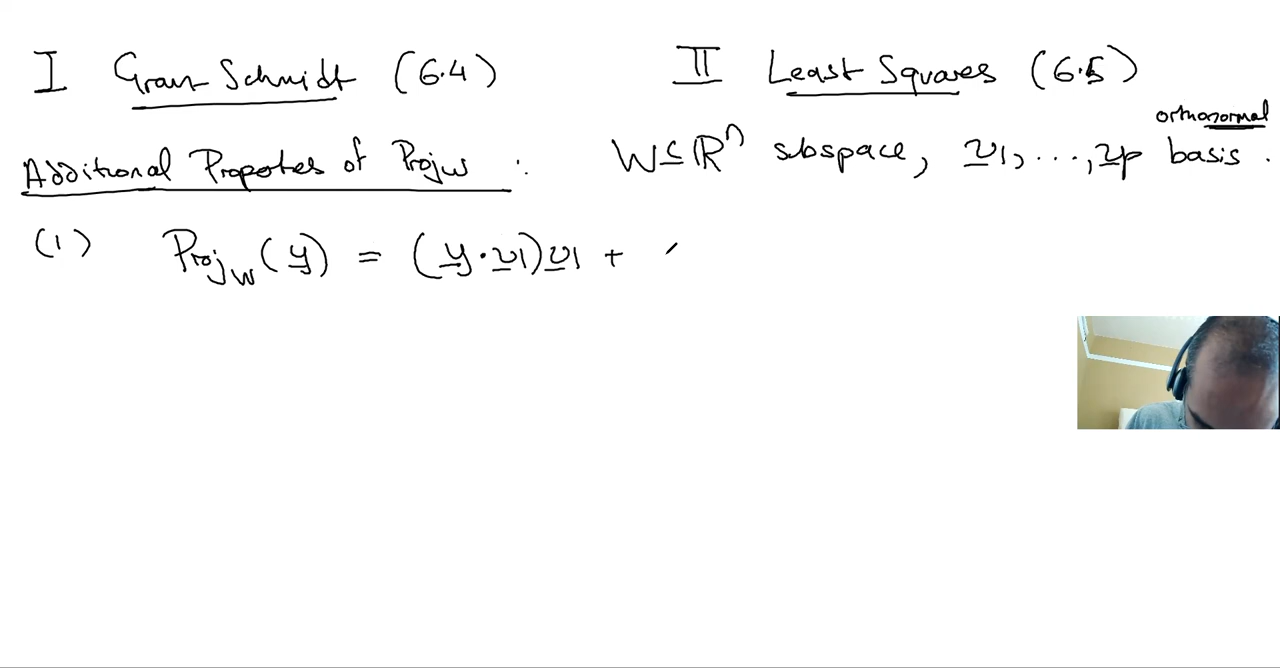 I Gram Schmidt (6.4)
II Least Squares (6.5)
Additional Properties of Projw :
W ⊆ ℝⁿ subspace, v1, ..., vp orthonormal basis.
(1) Projw(y) = (y · v1)v1 +